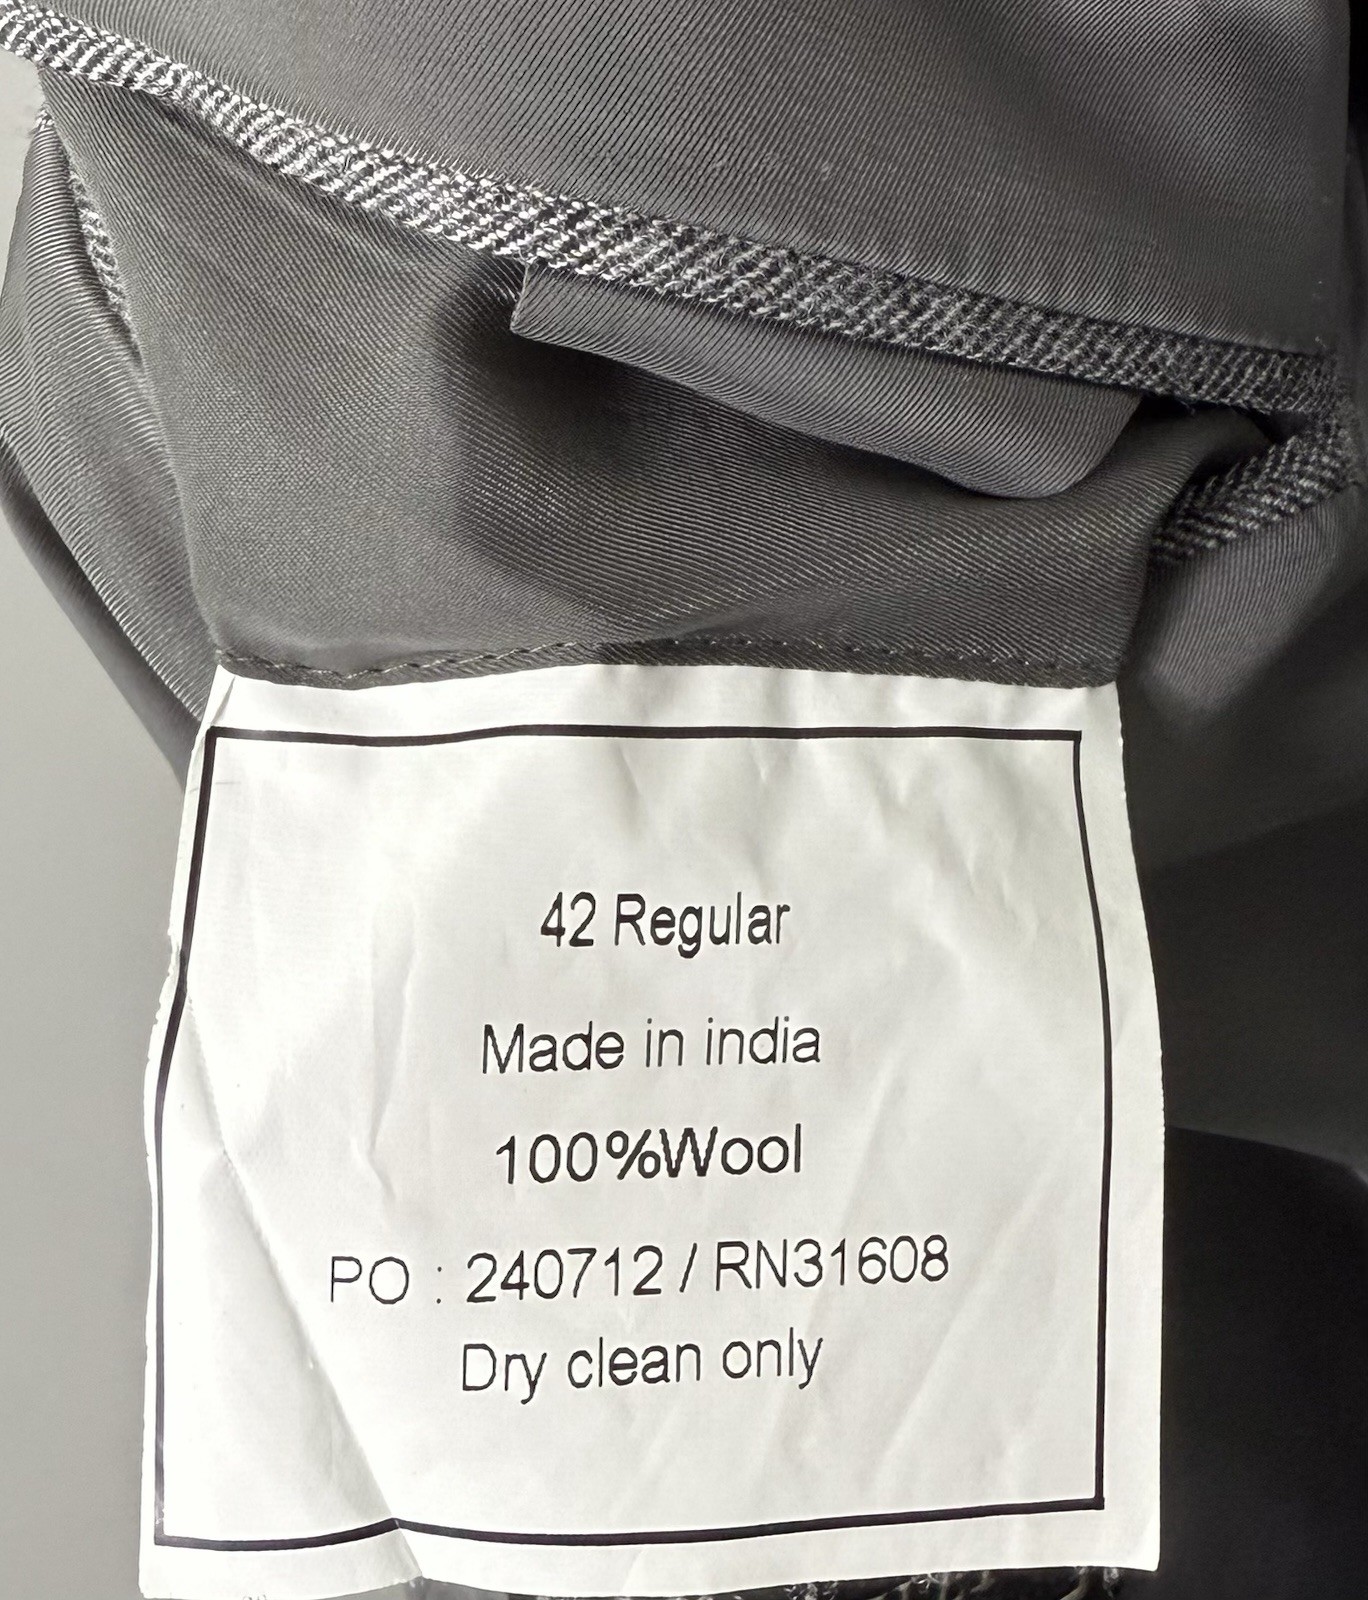 42 Regular
Made in india
100%Wool
PO : 240712 / RN31608
Dry clean only